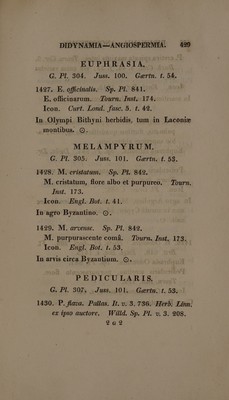 DIDYNAMIA—ANGIOSPERMIA. 429
EUPHRASIA.
G. Pl. 304. Juss. 100. Gærtn. t. 54.
1427. E. officinalis. Sp. Pl. 841.
E. officinarum. Tourn. Inst. 174.
Icon. Curt. Lond. fasc. 5. t. 42.
In Olympi Bithyni herbidis, tum in Laconiæ
montibus. ☉.
MELAMPYRUM.
G. Pl. 305. Juss. 101. Gærtn. t. 53.
1428. M. cristatum. Sp. Pl. 842.
M. cristatum, flore albo et purpureo. Tourn.
Inst. 173.
Icon. Engl. Bot. t. 41.
In agro Byzantino. ☉.
1429. M. arvense. Sp. Pl. 842.
M. purpurascente comâ. Tourn. Inst. 173.
Icon. Engl. Bot. t. 53.
In arvis circa Byzantium. ☉.
PEDICULARIS.
G. Pl. 307. Juss. 101. Gærtn. t. 53.
1430. P. flava. Pallas. It. v. 3. 736. Herb. Linn.
ex ipso auctore. Willd. Sp. Pl. v. 3. 208.
2 G 2